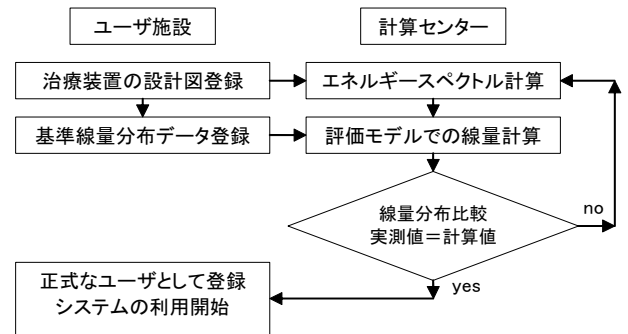 ユーザ施設
計算センター
治療装置の設計図登録
エネルギースペクトル計算
基準線量分布データ登録
評価モデルでの線量計算
線量分布比較
実測値=計算値
no
yes
正式なユーザとして登録
システムの利用開始